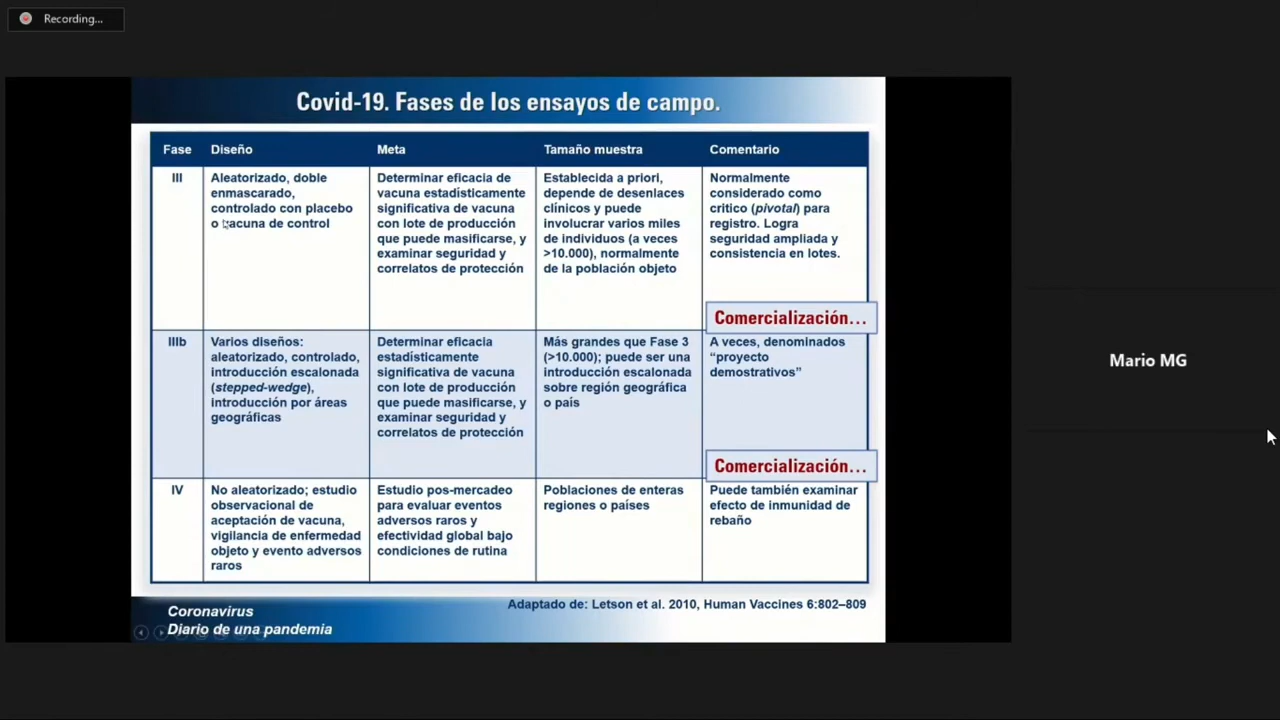 Recording...
Covid-19. Fases de los ensayos de campo.
Fase Diseño Meta Tamaño muestra Comentario
III
Aleatorizado, doble
enmascarado,
controlado con placebo
o vacuna de control
Determinar eficacia de
vacuna estadísticamente
significativa de vacuna
con lote de producción
que puede masificarse, y
examinar seguridad y
correlatos de protección
Establecida a priori,
depende de desenlaces
clínicos y puede
involucrar varios miles
de individuos (a veces
>10.000), normalmente
de la población objeto
Normalmente
considerado como
critico (pivotal) para
registro. Logra
seguridad ampliada y
consistencia en lotes.
Comercialización...
IIIb
Varios diseños:
aleatorizado, controlado,
introducción escalonada
(stepped-wedge),
introducción por áreas
geográficas
Determinar eficacia
estadísticamente
significativa de vacuna
con lote de producción
que puede masificarse, y
examinar seguridad y
correlatos de protección
Más grandes que Fase 3
(>10.000); puede ser una
introducción escalonada
sobre región geográfica
o país
A veces, denominados
“proyecto
demostrativos”
Comercialización...
IV
No aleatorizado; estudio
observacional de
aceptación de vacuna,
vigilancia de enfermedad
objeto y evento adversos
raros
Estudio pos-mercadeo
para evaluar eventos
adversos raros y
efectividad global bajo
condiciones de rutina
Poblaciones de enteras
regiones o países
Puede también examinar
efecto de inmunidad de
rebaño
Adaptado de: Letson et al. 2010, Human Vaccines 6:802–809
Coronavirus
Diario de una pandemia
Mario MG